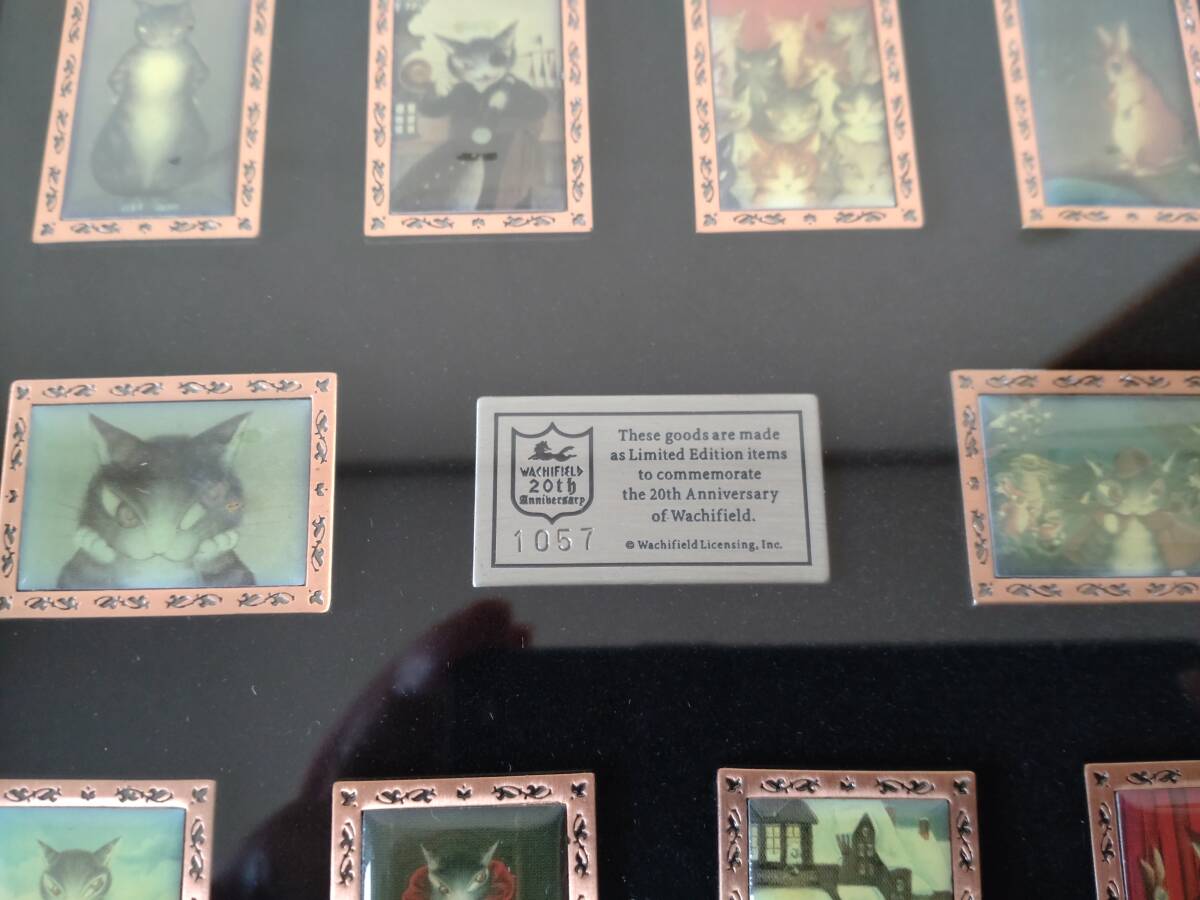 WACHIFIELD
20th
Anniversary
1057
These goods are made
as Limited Edition items
to commemorate
the 20th Anniversary
of Wachifield.
© Wachifield Licensing, Inc.